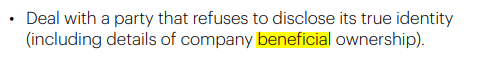 • Deal with a party that refuses to disclose its true identity
(including details of company beneficial ownership).